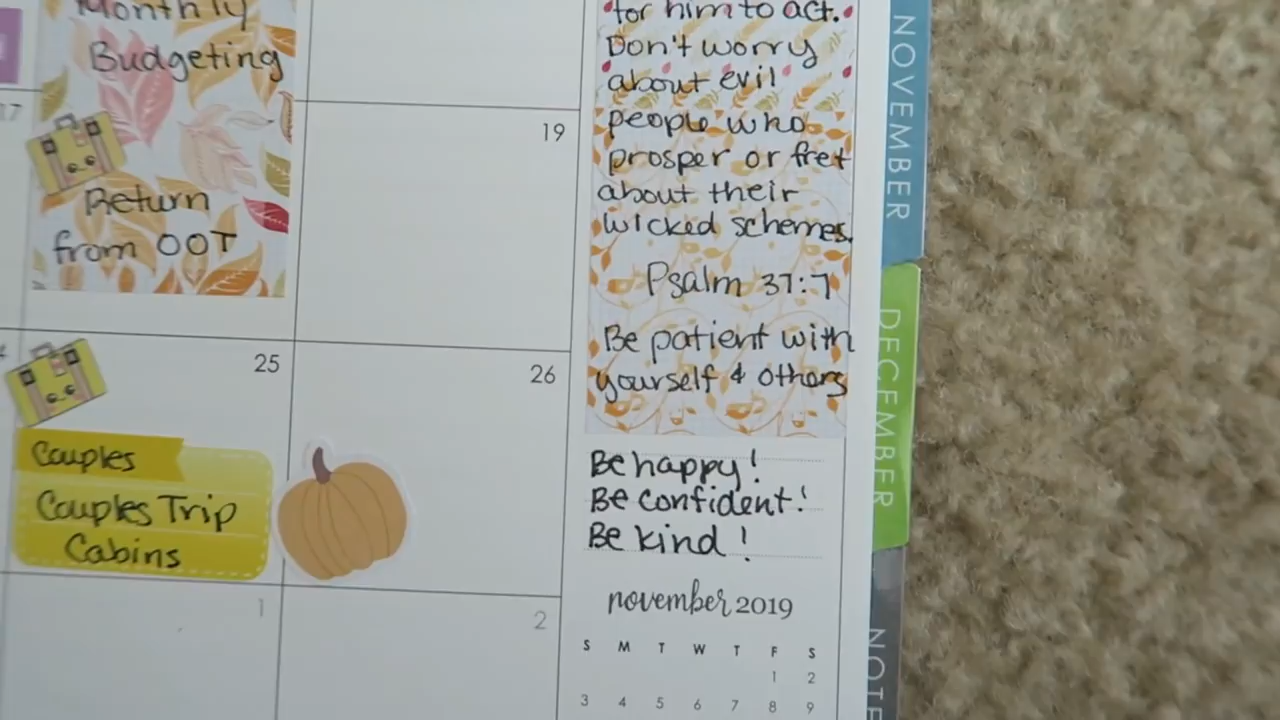 Monthly
Budgeting
17
Return
from OOT
19
25
26
Couples
Couples Trip
Cabins
1
2
for him to act.
Don't worry
about evil
people who
prosper or fret
about their
wicked schemes.
Psalm 37:7
Be patient with
yourself & others
Be happy!
Be confident!
Be kind!
november 2019
S M T W T F S
1 2
3 4 5 6 7 8 9
NOVEMBER
DECEMBER
NOTE